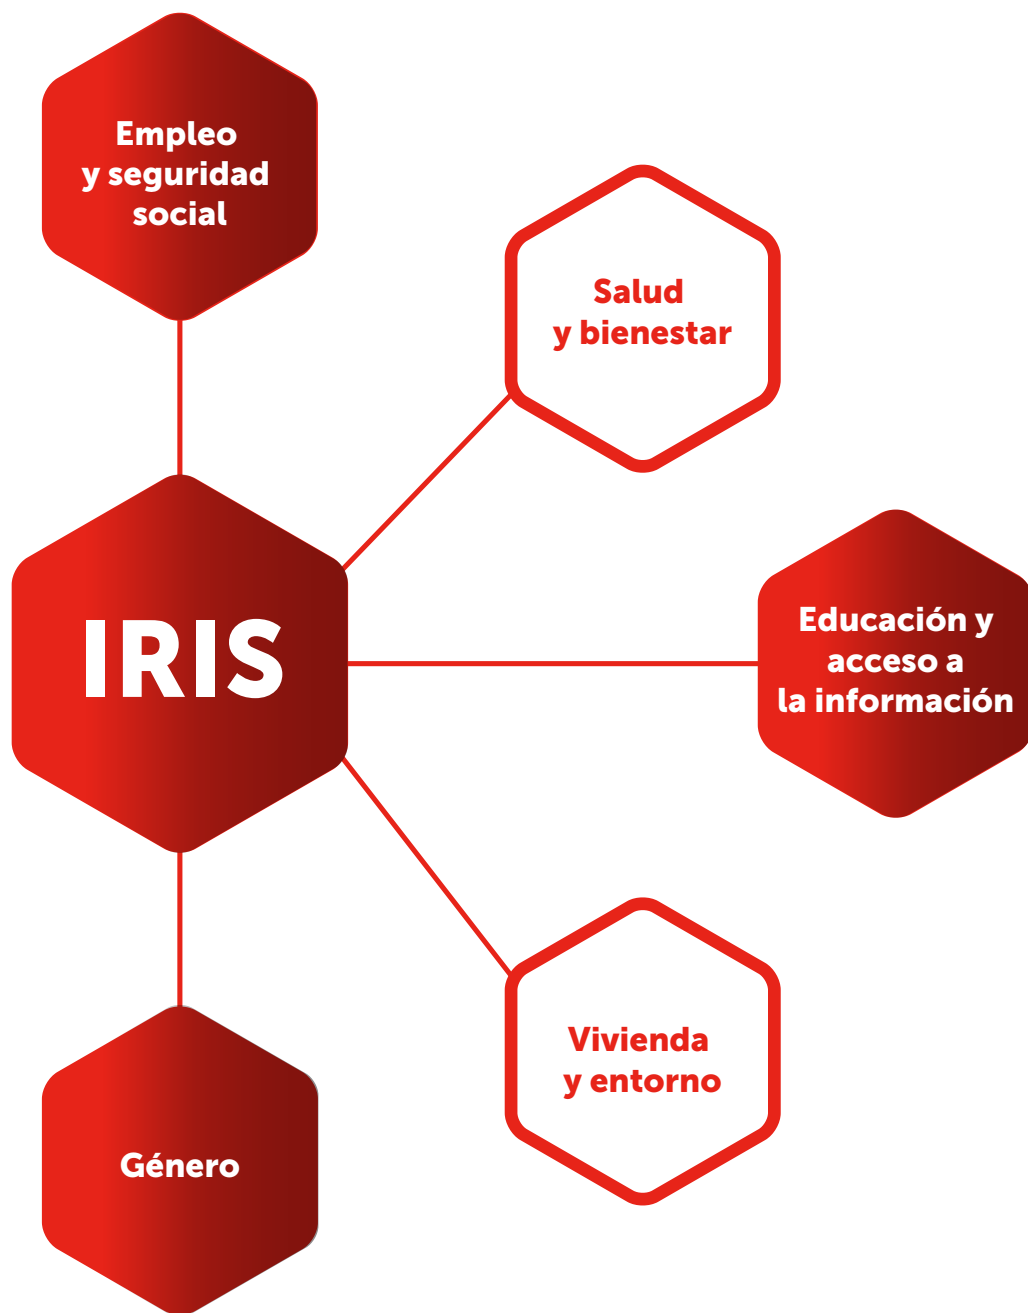 Empleo
y seguridad
social
Salud
y bienestar
IRIS
Educación y
acceso a
la información
Vivienda
y entorno
Género